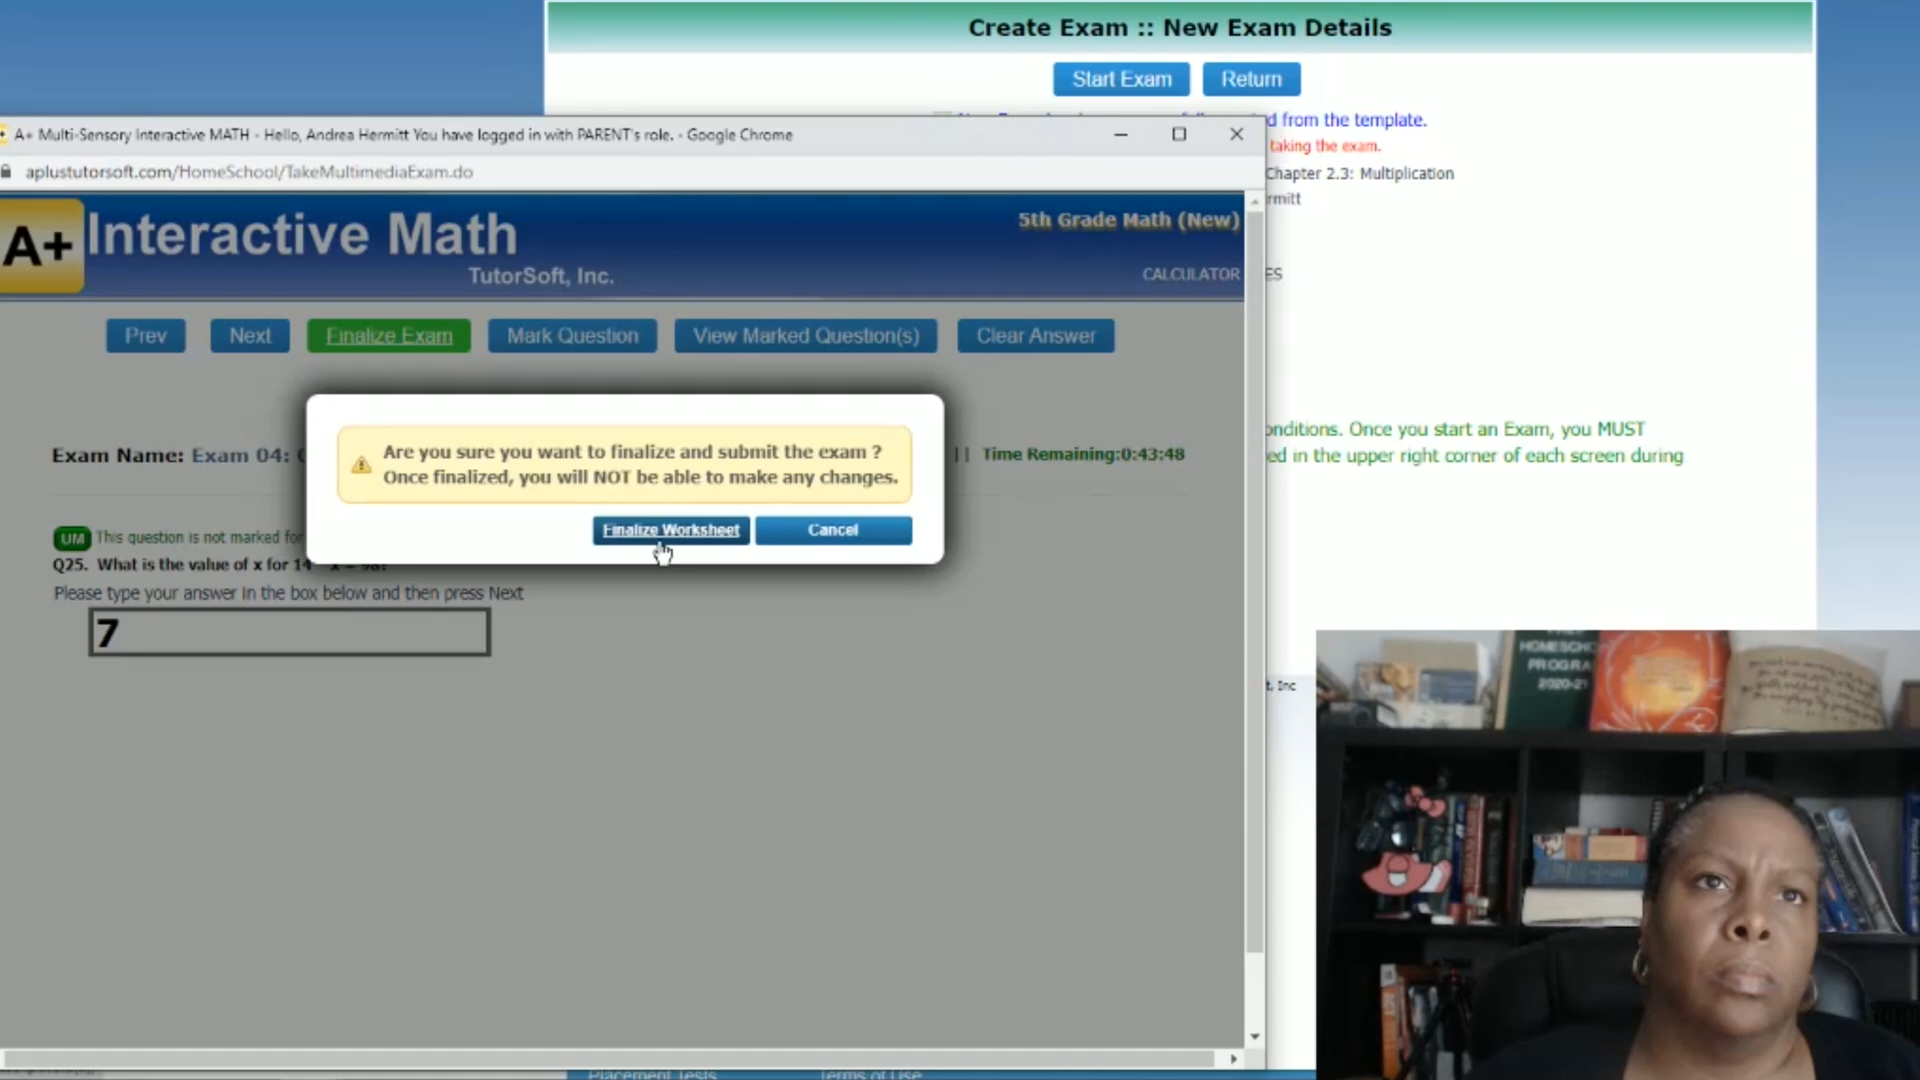 Create Exam :: New Exam Details
Start Exam Return
d from the template.
A+ Multi-Sensory Interactive MATH - Hello, Andrea Hermitt You have logged in with PARENT's role. - Google Chrome
taking the exam.
aplustutorsoft.com/HomeSchool/TakeMultimediaExam.do
Chapter 2.3: Multiplication
rmitt
A+ Interactive Math
TutorSoft, Inc.
5th Grade Math (New)
CALCULATOR
ES
Prev Next Finalize Exam Mark Question View Marked Question(s) Clear Answer
Are you sure you want to finalize and submit the exam ?
Once finalized, you will NOT be able to make any changes.
Finalize Worksheet Cancel
Exam Name: Exam 04:
|| Time Remaining:0:43:48
onditions. Once you start an Exam, you MUST
ed in the upper right corner of each screen during
UM This question is not marked for
Q25. What is the value of x for 14
Please type your answer in the box below and then press Next
7
t, Inc
HOMESCHO
PROGRA
2020-21
ACT
Placement Tests Terms of Use